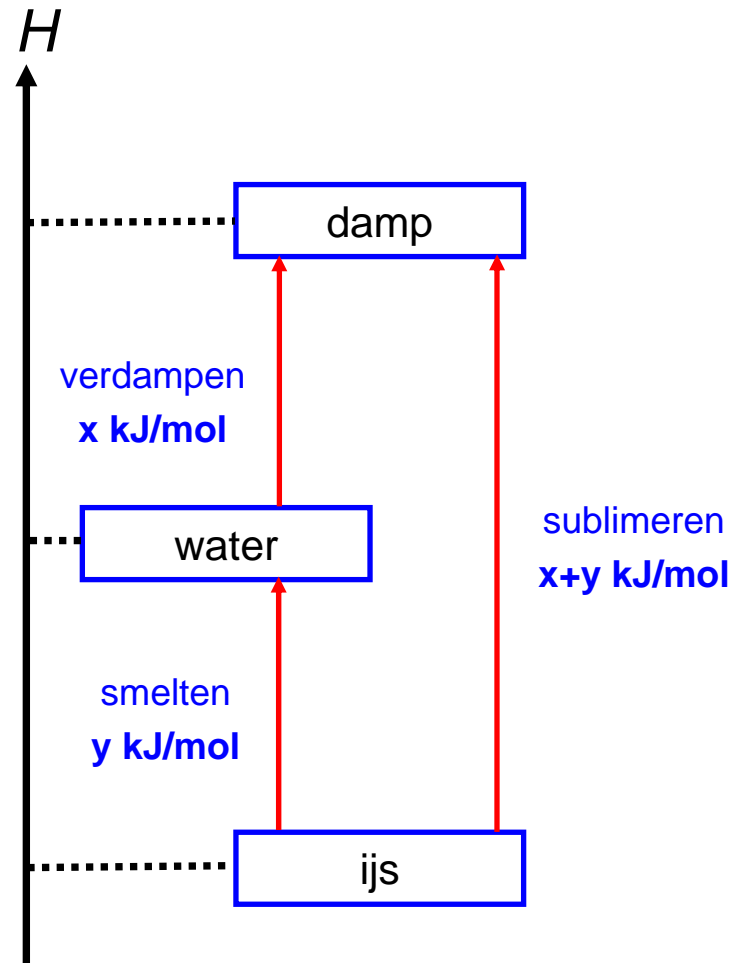 H
damp
verdampen
x kJ/mol
water
sublimeren
x+y kJ/mol
smelten
y kJ/mol
ijs